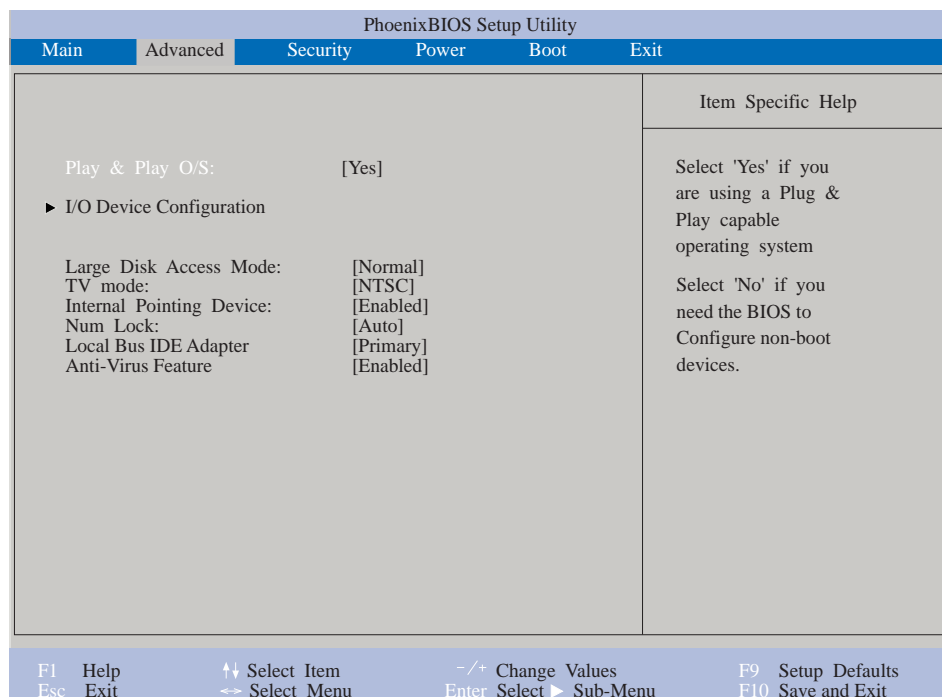 PhoenixBIOS Setup Utility
Main Advanced Security Power Boot Exit
Item Specific Help
Play & Play O/S: [Yes]
I/O Device Configuration
Large Disk Access Mode: [Normal]
TV mode: [NTSC]
Internal Pointing Device: [Enabled]
Num Lock: [Auto]
Local Bus IDE Adapter [Primary]
Anti-Virus Feature [Enabled]
Select 'Yes' if you
are using a Plug &
Play capable
operating system
Select 'No' if you
need the BIOS to
Configure non-boot
devices.
F1 Help ↑↓ Select Item -/+ Change Values F9 Setup Defaults
Esc Exit ↔ Select Menu Enter Select ▶ Sub-Menu F10 Save and Exit